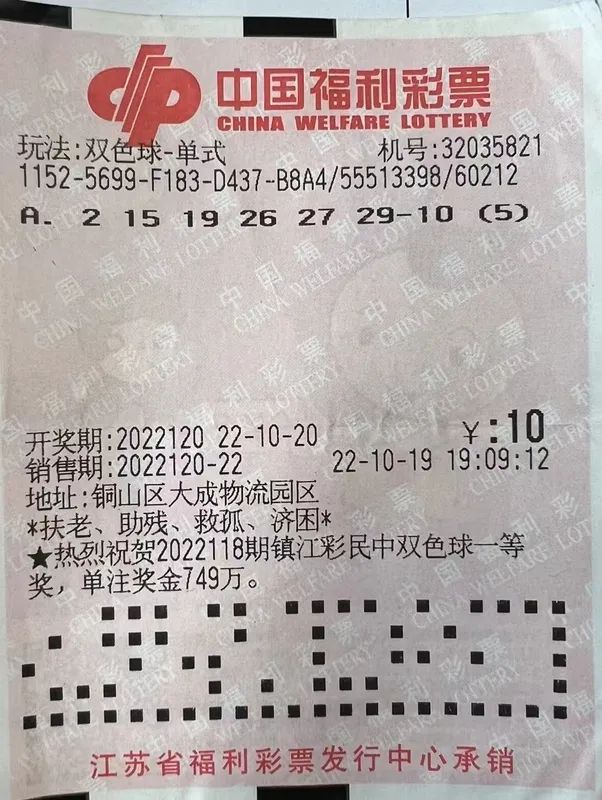 中国福利彩票
CHINA WELFARE LOTTERY
玩法:双色球-单式 机号:32035821
1152-5699-F183-D437-B8A4/55513398/60212
A. 2 15 19 26 27 29-10 (5)
开奖期:2022120 22-10-20 ¥:10
销售期:2022120-22 22-10-19 19:09:12
地址:铜山区大成物流园区
*扶老、助残、救孤、济困*
★热烈祝贺2022118期镇江彩民中双色球一等
奖，单注奖金749万。
江苏省福利彩票发行中心承销